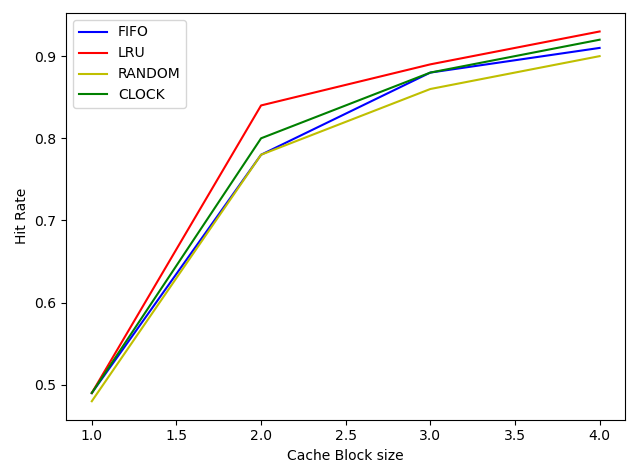 FIFO
LRU
RANDOM
CLOCK
Hit Rate
0.9
0.8
0.7
0.6
0.5
1.0 1.5 2.0 2.5 3.0 3.5 4.0
Cache Block size